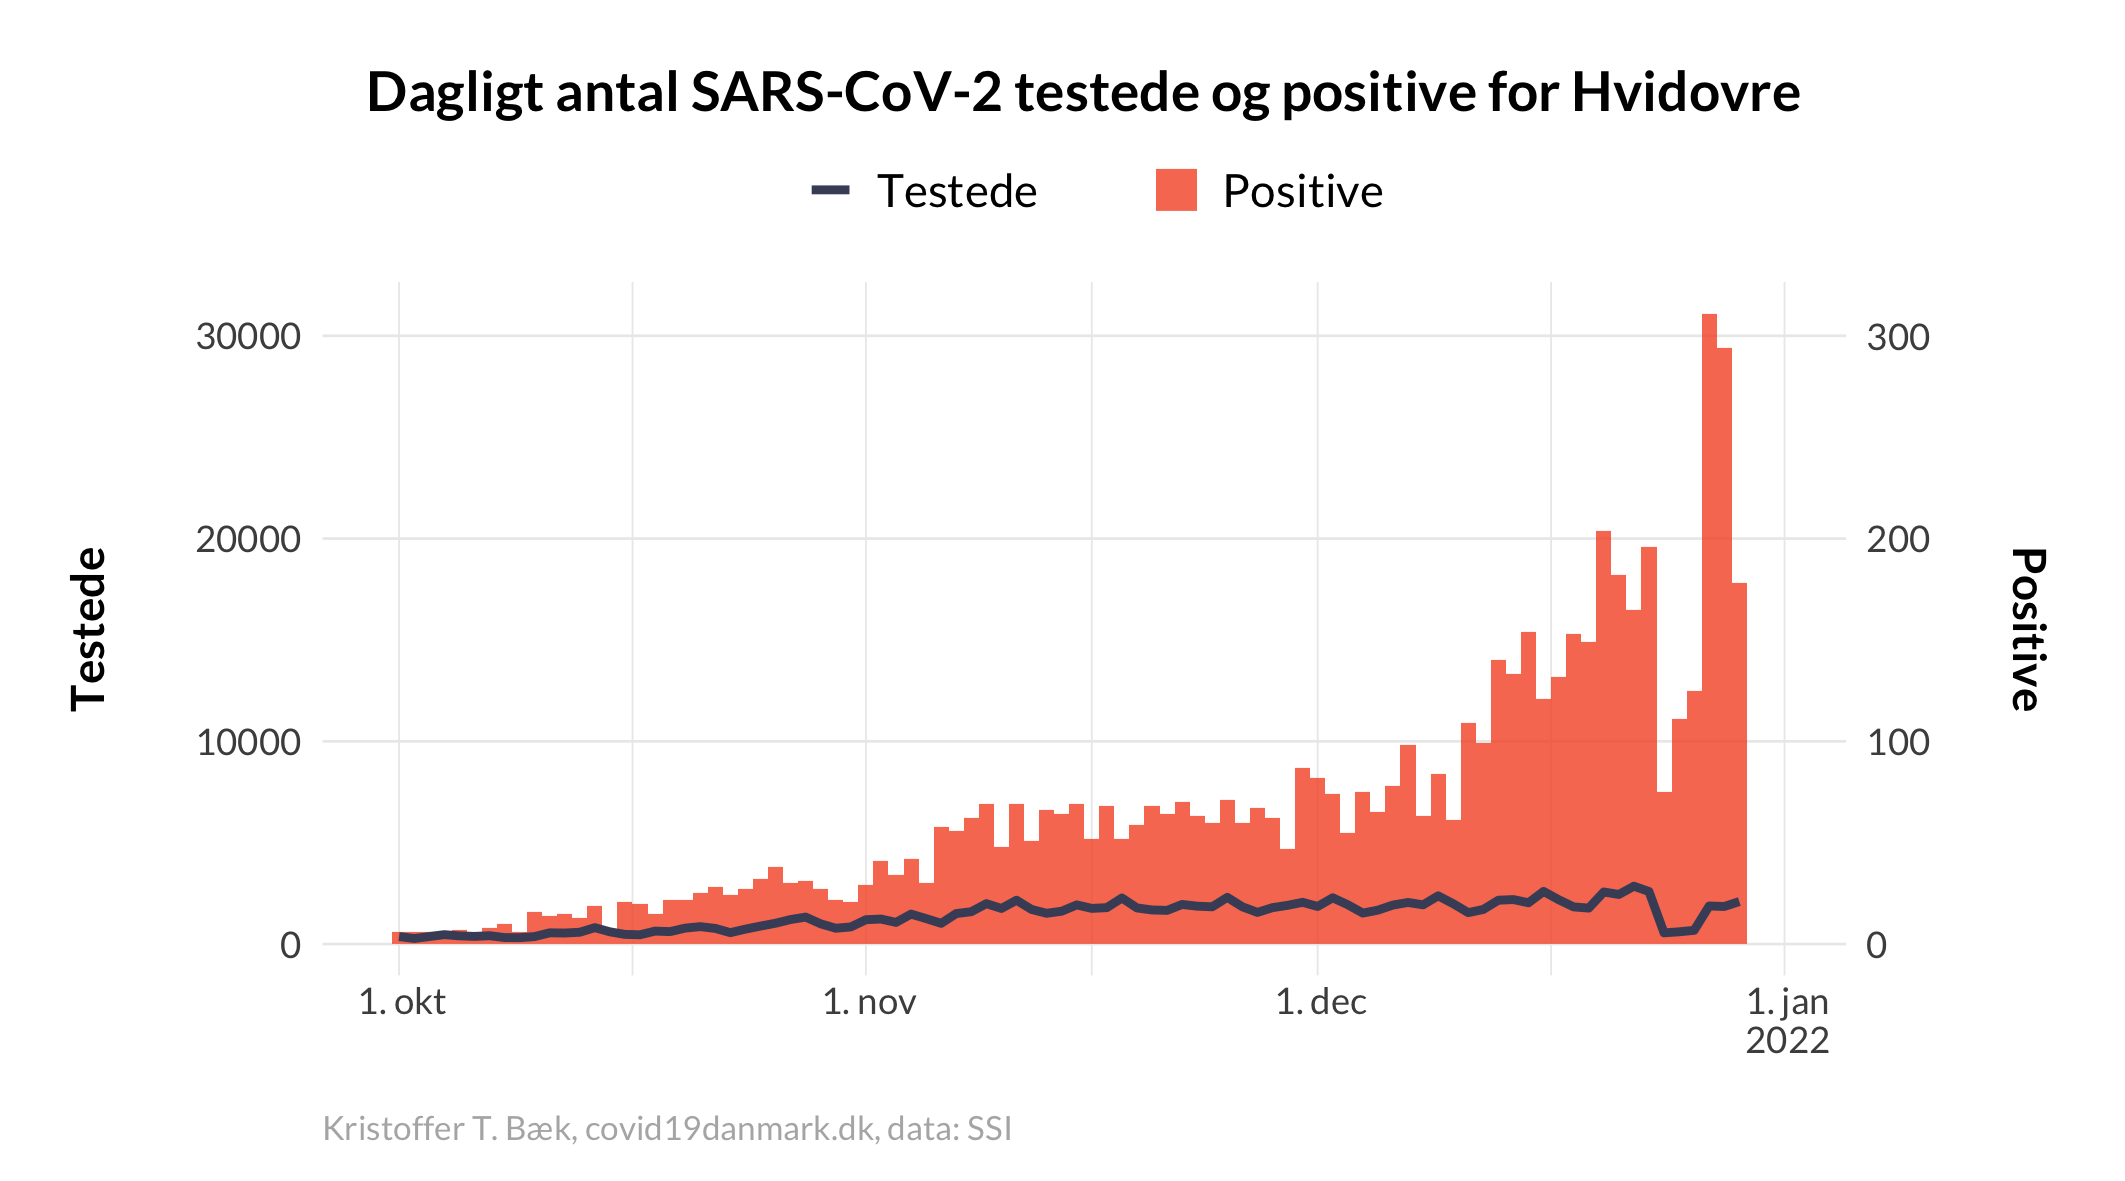 Dagligt antal SARS-CoV-2 testede og positive for Hvidovre
Testede
Positive
30000
20000
10000
0
Testede
300
200
100
0
Positive
1. okt
1. nov
1. dec
1. jan
2022
Kristoffer T. Bæk, covid19danmark.dk, data: SSI